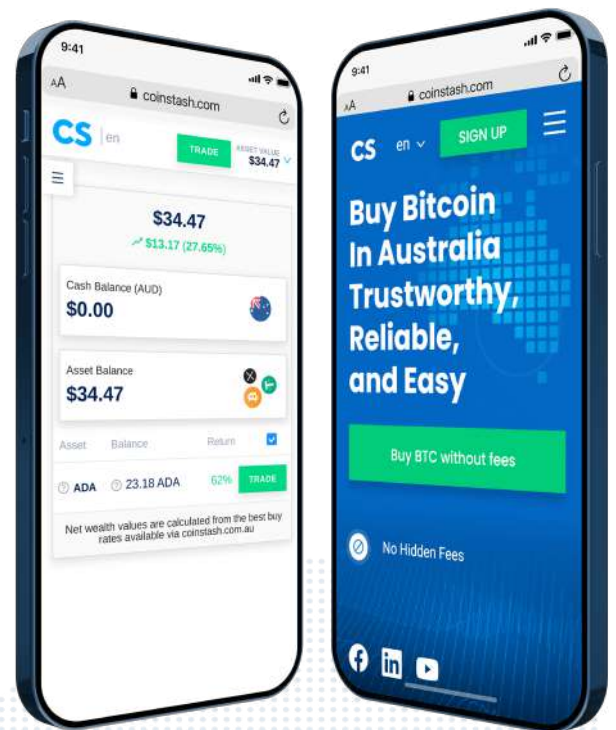 9:41
AA coinstash.com
CS | en TRADE ASSET VALUE
$34.47
$34.47
$13.17 (27.65%)
Cash Balance (AUD)
$0.00
Asset Balance
$34.47
Asset Balance Return
ADA 23.18 ADA 62% TRADE
Net wealth values are calculated from the best buy
rates available via coinstash.com.au
9:41
AA coinstash.com
CS en SIGN UP
Buy Bitcoin
In Australia
Trustworthy,
Reliable,
and Easy
Buy BTC without fees
No Hidden Fees
f in